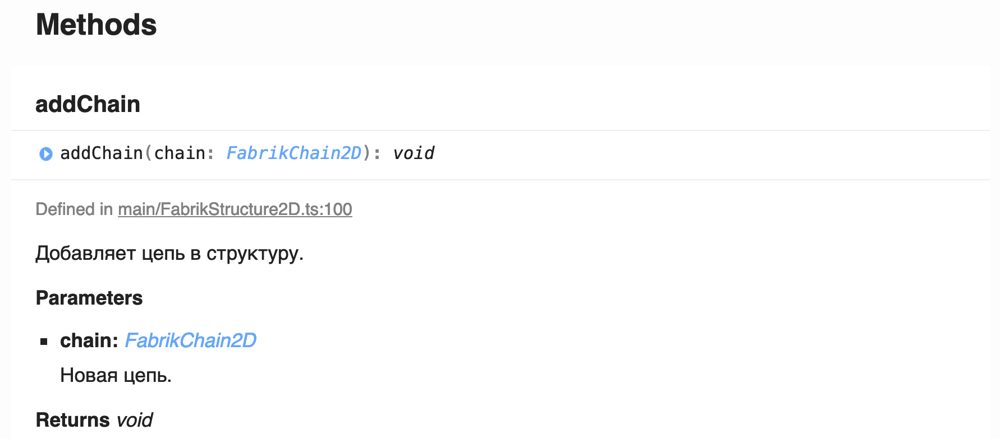 Methods
addChain
addChain(chain: FabrikChain2D): void
Defined in main/FabrikStructure2D.ts:100
Добавляет цепь в структуру.
Parameters
chain: FabrikChain2D
Новая цепь.
Returns void